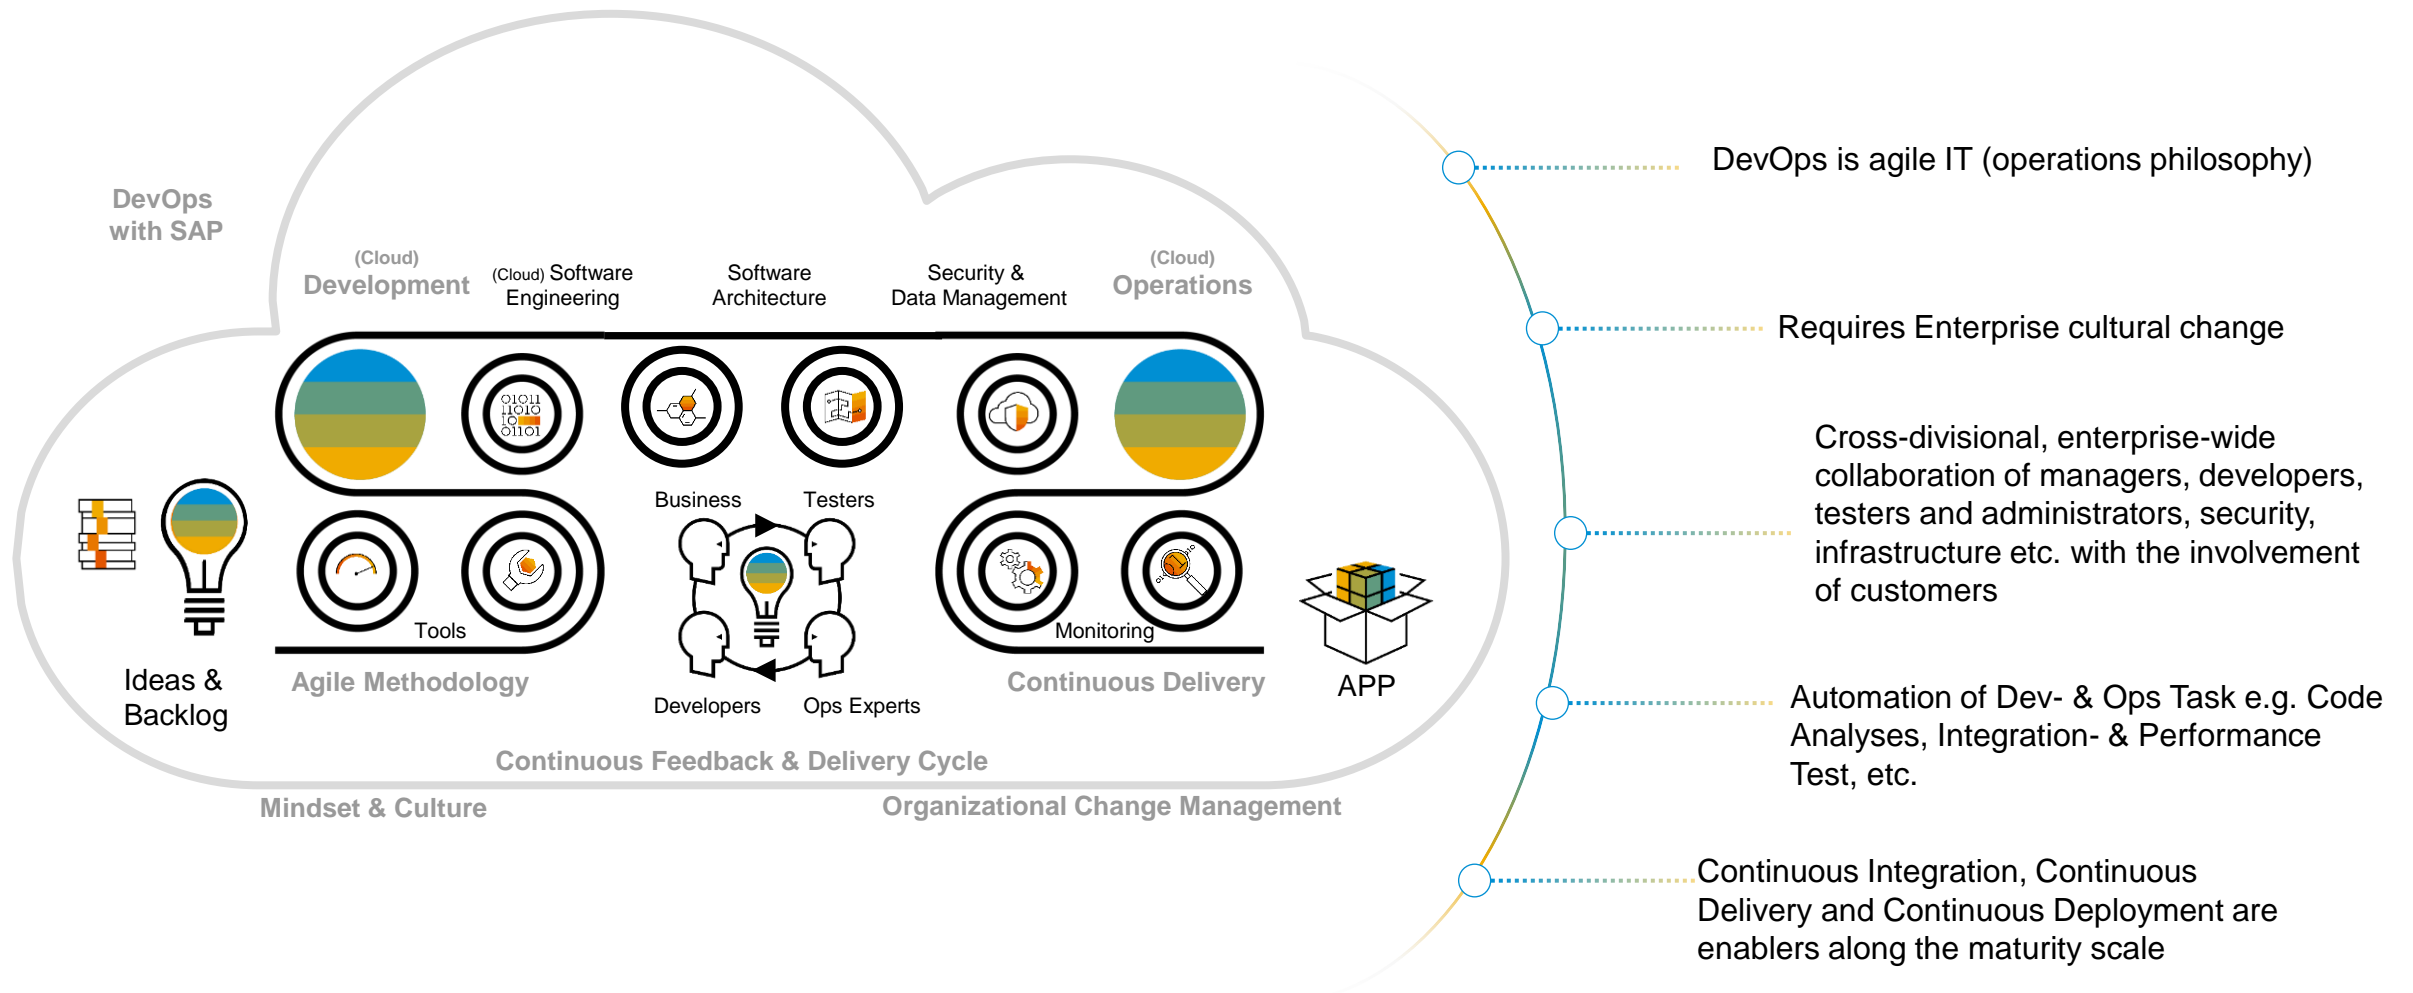 DevOps
with SAP
(Cloud)
Development
(Cloud) Software
Engineering
Software
Architecture
Security &
Data Management
(Cloud)
Operations
01011
11010
10
01101
Business
Testers
Tools
Monitoring
Ideas &
Backlog
Agile Methodology
Developers
Ops Experts
Continuous Delivery
APP
Continuous Feedback & Delivery Cycle
Mindset & Culture
Organizational Change Management
DevOps is agile IT (operations philosophy)
Requires Enterprise cultural change
Cross-divisional, enterprise-wide
collaboration of managers, developers,
testers and administrators, security,
infrastructure etc. with the involvement
of customers
Automation of Dev- & Ops Task e.g. Code
Analyses, Integration- & Performance
Test, etc.
Continuous Integration, Continuous
Delivery and Continuous Deployment are
enablers along the maturity scale